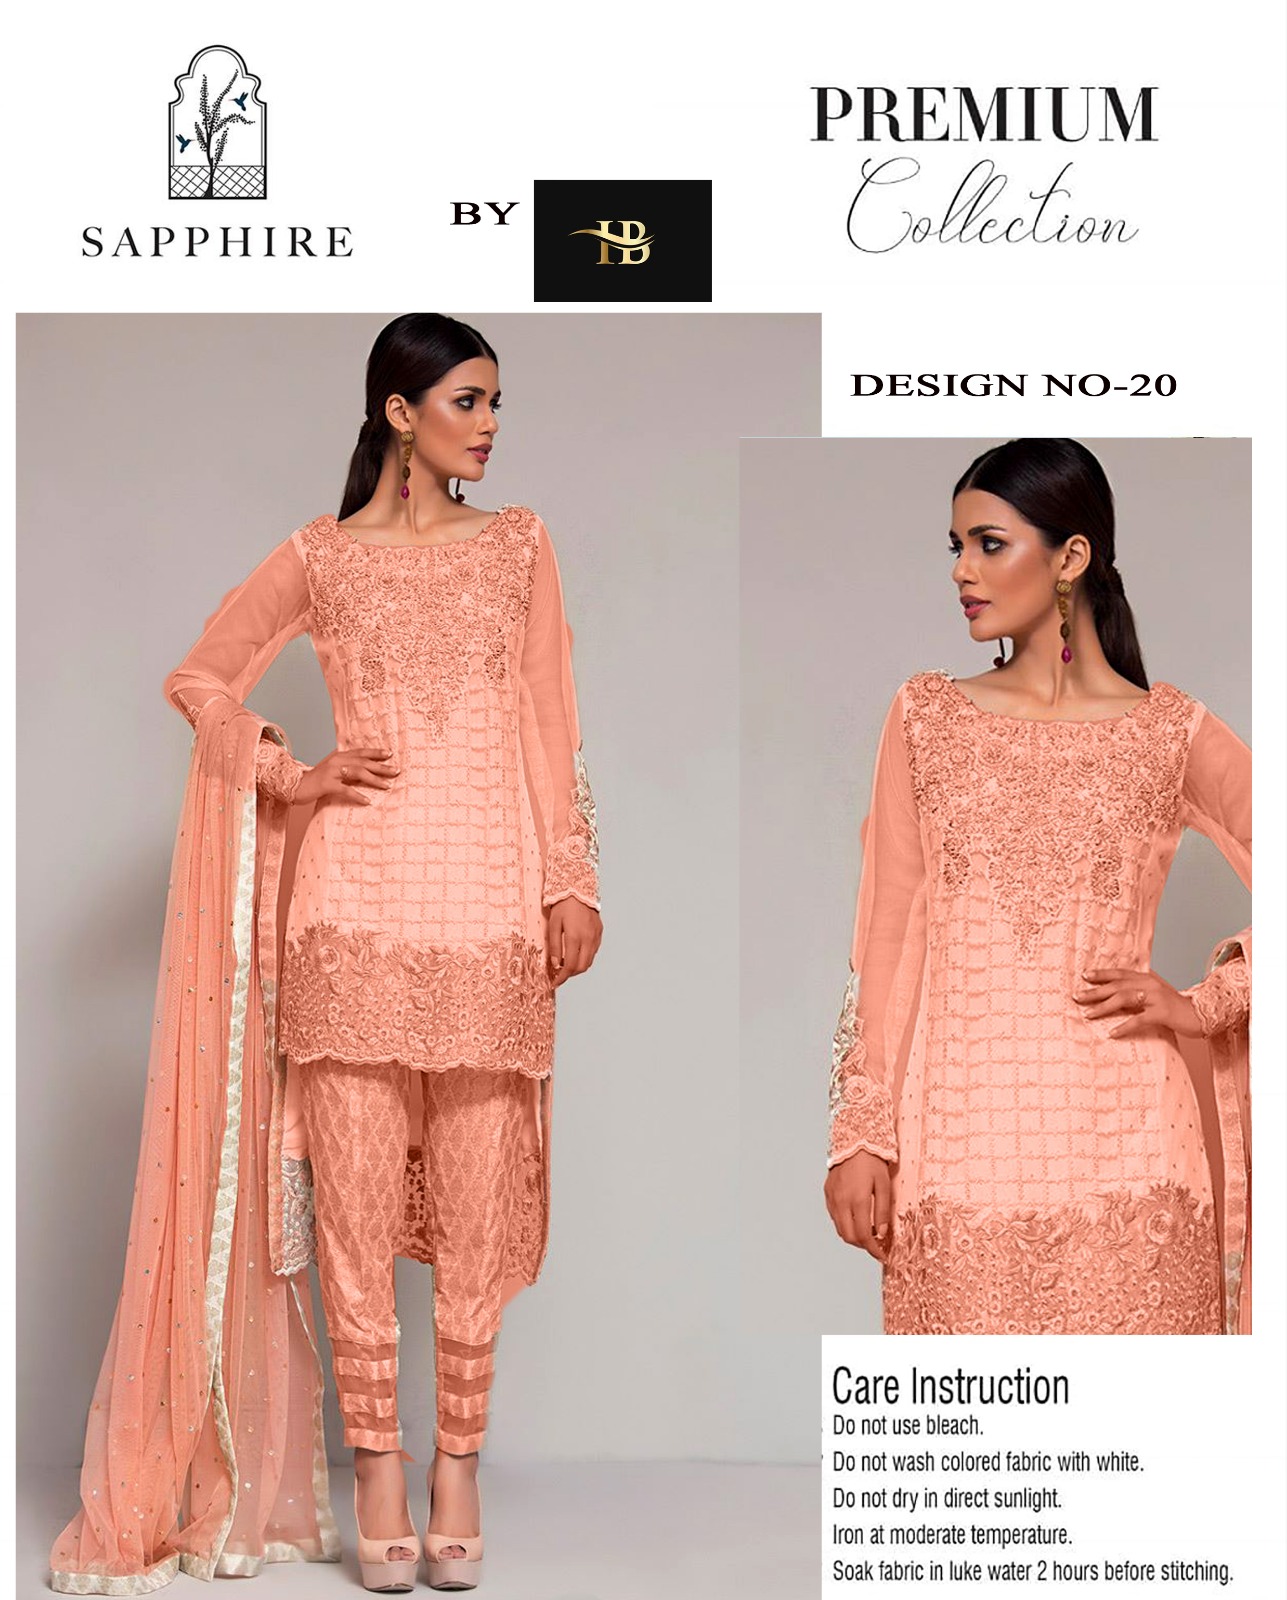 SAPPHIRE
BY
HB
PREMIUM
Collection
DESIGN NO-20
Care Instruction
Do not use bleach.
Do not wash colored fabric with white.
Do not dry in direct sunlight.
Iron at moderate temperature.
Soak fabric in luke water 2 hours before stitching.